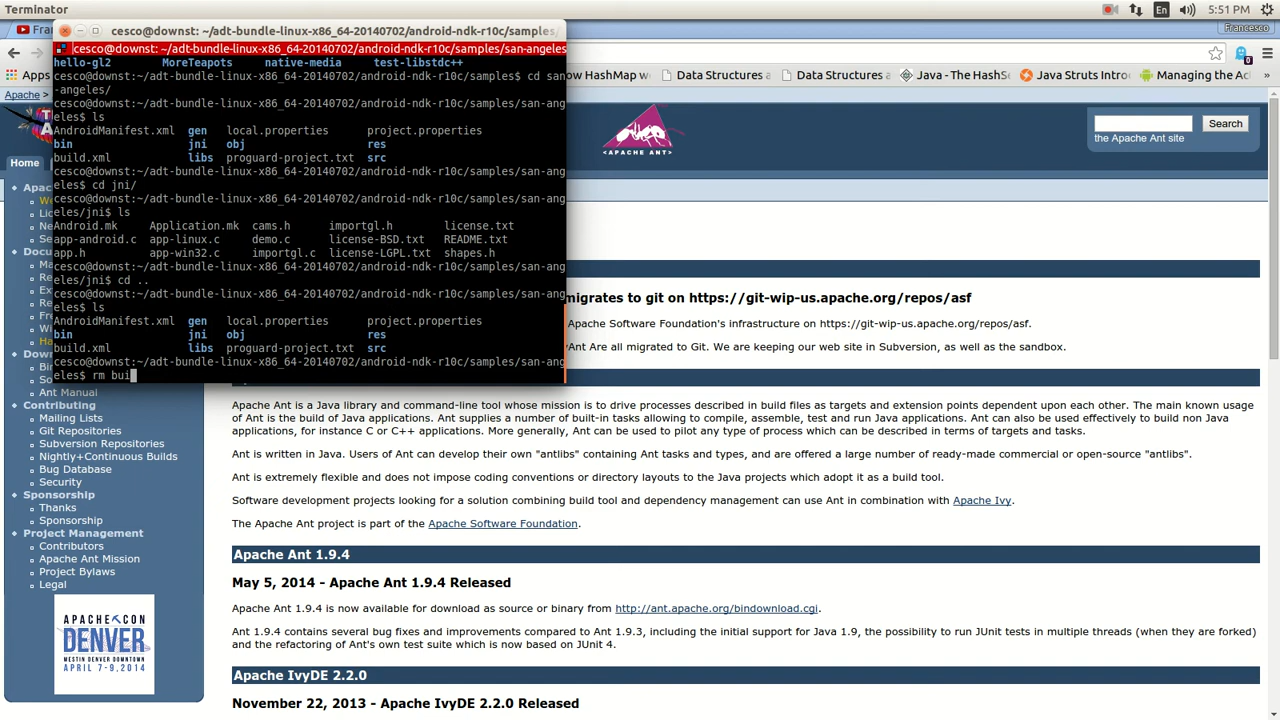 Terminator
En
5:51 PM
Fran
Francesco
cesco@downst: ~/adt-bundle-linux-x86_64-20140702/android-ndk-r10c/samples/
cesco@downst: ~/adt-bundle-linux-x86_64-20140702/android-ndk-r10c/samples/san-angeles
hello-gl2 MoreTeapots native-media test-libstdc++
cesco@downst:~/adt-bundle-linux-x86_64-20140702/android-ndk-r10c/samples$ cd san
-angeles/
cesco@downst:~/adt-bundle-linux-x86_64-20140702/android-ndk-r10c/samples/san-ang
eles$ ls
AndroidManifest.xml gen local.properties project.properties
bin jni obj res
build.xml libs proguard-project.txt src
cesco@downst:~/adt-bundle-linux-x86_64-20140702/android-ndk-r10c/samples/san-ang
eles$ cd jni/
cesco@downst:~/adt-bundle-linux-x86_64-20140702/android-ndk-r10c/samples/san-ang
eles/jni$ ls
Android.mk Application.mk cams.h importgl.h license.txt
app-android.c app-linux.c demo.c license-BSD.txt README.txt
app.h app-win32.c importgl.c license-LGPL.txt shapes.h
cesco@downst:~/adt-bundle-linux-x86_64-20140702/android-ndk-r10c/samples/san-ang
eles/jni$ cd ..
cesco@downst:~/adt-bundle-linux-x86_64-20140702/android-ndk-r10c/samples/san-ang
eles$ ls
AndroidManifest.xml gen local.properties project.properties
bin jni obj res
build.xml libs proguard-project.txt src
cesco@downst:~/adt-bundle-linux-x86_64-20140702/android-ndk-r10c/samples/san-ang
eles$ rm bui
Apps
how HashMap w
Data Structures a
Java - The HashSe
Data Structures
Java Struts Intro
Managing the Ac
Apache >
<APACHE ANT>
Search
the Apache Ant site
Home
Ant Manual
Contributing
Mailing Lists
Git Repositories
Subversion Repositories
Nightly+Continuous Builds
Bug Database
Security
Sponsorship
Thanks
Sponsorship
Project Management
Contributors
Apache Ant Mission
Project Bylaws
Legal
APACHECON
DENVER
WESTIN DENVER DOWNTOWN
APRIL 7-9,2014
migrates to git on https://git-wip-us.apache.org/repos/asf
Apache Software Foundation's infrastructure on https://git-wip-us.apache.org/repos/asf.
Ant are all migrated to Git. We are keeping our web site in Subversion, as well as the sandbox.
Apache Ant is a Java library and command-line tool whose mission is to drive processes described in build files as targets and extension points dependent upon each other. The main known usage
of Ant is the build of Java applications. Ant supplies a number of built-in tasks allowing to compile, assemble, test and run Java applications. Ant can also be used effectively to build non Java
applications, for instance C or C++ applications. More generally, Ant can be used to pilot any type of process which can be described in terms of targets and tasks.
Ant is written in Java. Users of Ant can develop their own "antlibs" containing Ant tasks and types, and are offered a large number of ready-made commercial or open-source "antlibs".
Ant is extremely flexible and does not impose coding conventions or directory layouts to the Java projects which adopt it as a build tool.
Software development projects looking for a solution combining build tool and dependency management can use Ant in combination with Apache Ivy.
The Apache Ant project is part of the Apache Software Foundation.
Apache Ant 1.9.4
May 5, 2014 - Apache Ant 1.9.4 Released
Apache Ant 1.9.4 is now available for download as source or binary from http://ant.apache.org/bindownload.cgi.
Ant 1.9.4 contains several bug fixes and improvements compared to Ant 1.9.3, including the initial support for Java 1.9, the possibility to run JUnit tests in multiple threads (when they are forked)
and the refactoring of Ant's own test suite which is now based on JUnit 4.
Apache IvyDE 2.2.0
November 22, 2013 - Apache IvyDE 2.2.0 Released